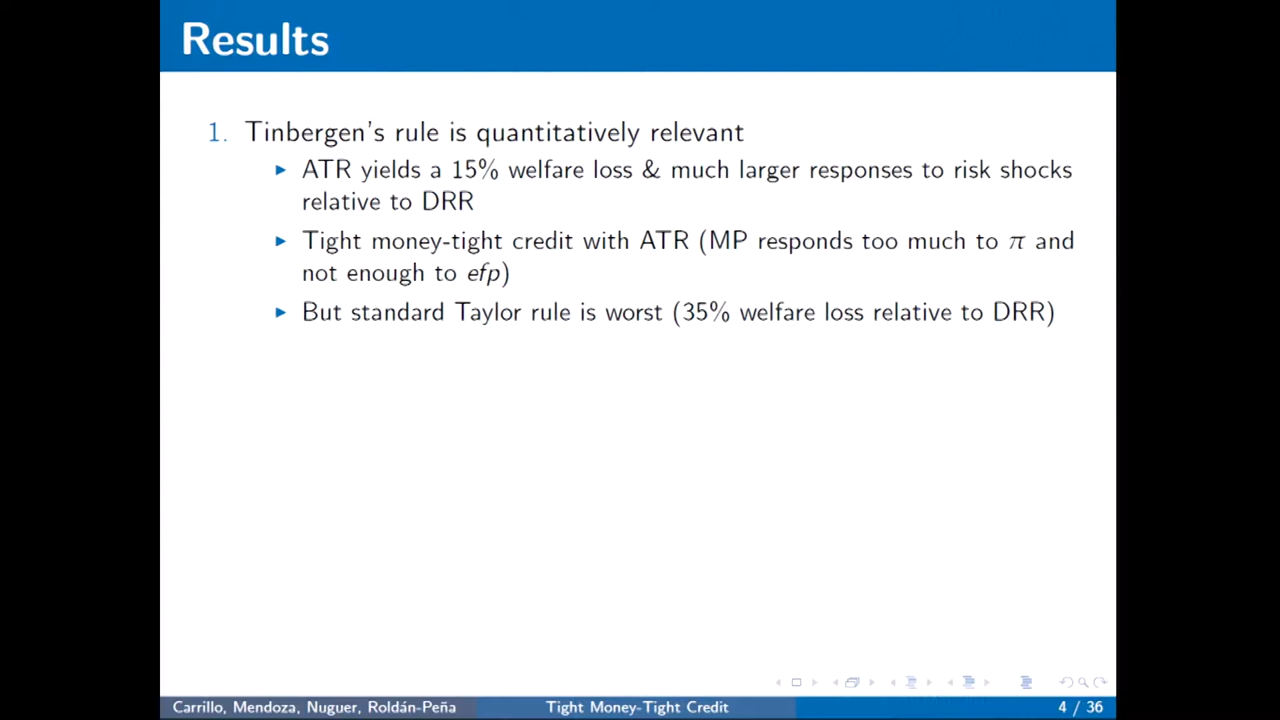 Results
1. Tinbergen's rule is quantitatively relevant
▶ ATR yields a 15% welfare loss & much larger responses to risk shocks
relative to DRR
▶ Tight money-tight credit with ATR (MP responds too much to π and
not enough to efp)
▶ But standard Taylor rule is worst (35% welfare loss relative to DRR)
Carrillo, Mendoza, Nuguer, Roldán-Peña Tight Money-Tight Credit 4 / 36